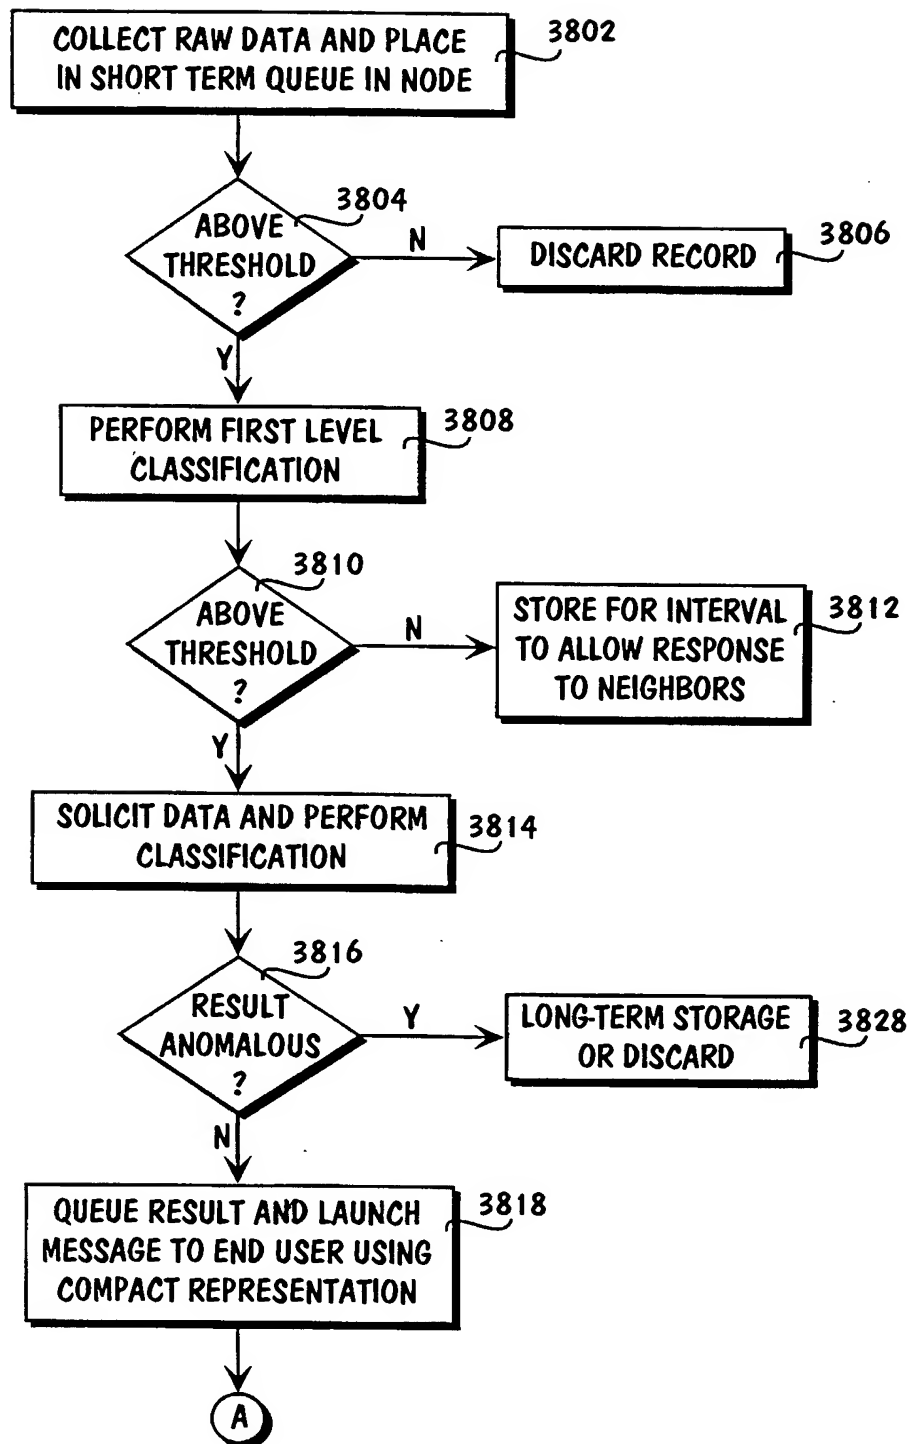 COLLECT RAW DATA AND PLACE
IN SHORT TERM QUEUE IN NODE
3802
ABOVE
THRESHOLD
?
3804
N
DISCARD RECORD
3806
Y
PERFORM FIRST LEVEL
CLASSIFICATION
3808
ABOVE
THRESHOLD
?
3810
N
STORE FOR INTERVAL
TO ALLOW RESPONSE
TO NEIGHBORS
3812
Y
SOLICIT DATA AND PERFORM
CLASSIFICATION
3814
RESULT
ANOMALOUS
?
3816
Y
LONG-TERM STORAGE
OR DISCARD
3828
N
QUEUE RESULT AND LAUNCH
MESSAGE TO END USER USING
COMPACT REPRESENTATION
3818
A